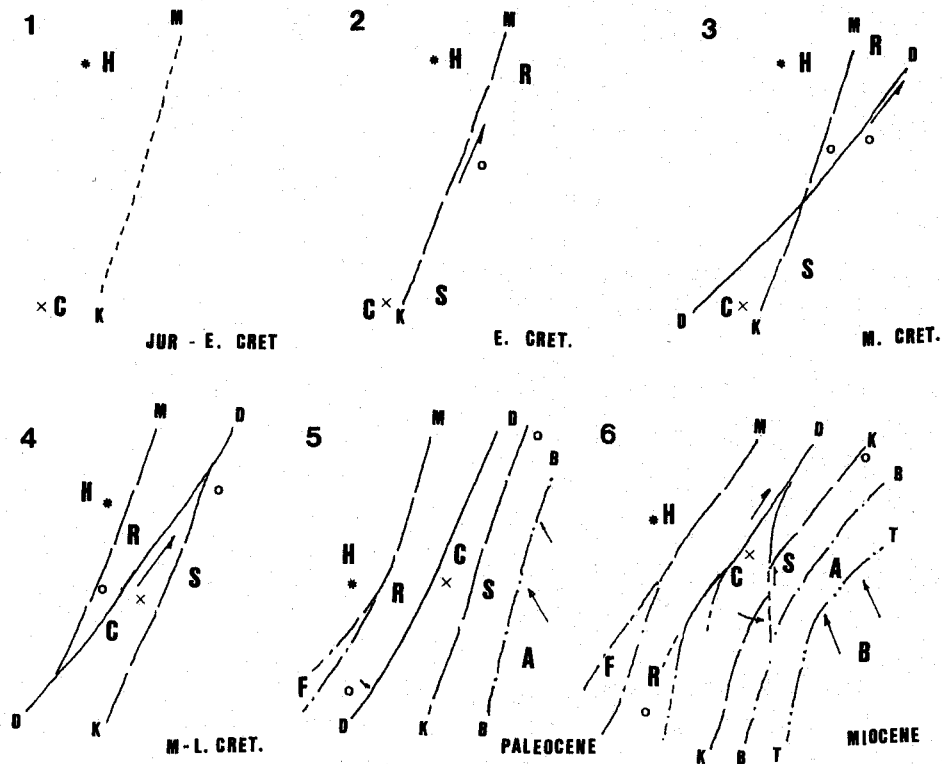 1
M
* H
× C
K
JUR - E. CRET
2
M
* H
R
o
C ×
K
S
E. CRET.
3
M
R
D
* H
o
o
S
D
C ×
K
M. CRET.
4
M
D
H *
o
R
o
S
×
C
D
K
M - L. CRET.
5
M
D
o
B
H
*
C
×
R
S
A
F
o
D
K
B
PALEOCENE
6
M
D
K
o
B
* H
T
×
C
S
A
B
F
R
o
K
B
T
MIOCENE